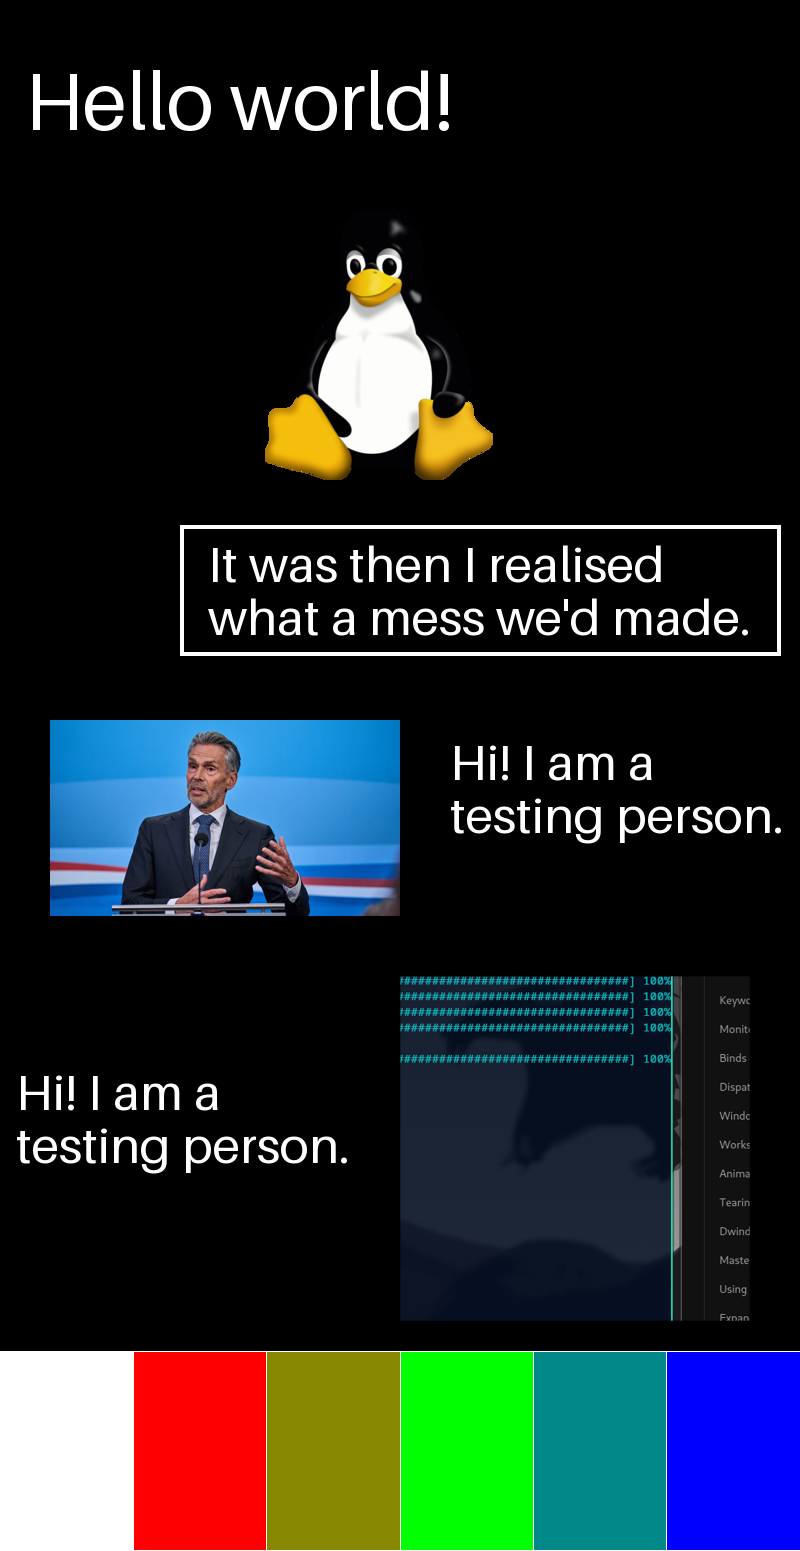 Hello world!
It was then I realised
what a mess we'd made.
Hi! I am a
testing person.
Hi! I am a
testing person.
################################] 100%
################################] 100%
################################] 100%
################################] 100%
################################] 100%
Keywo
Monito
Binds
Dispat
Windo
Works
Anima
Tearin
Dwind
Maste
Using
Expan